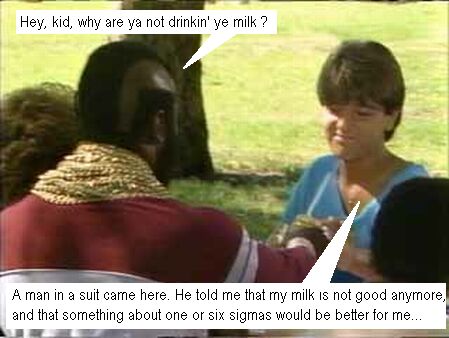 Hey, kid, why are ya not drinkin' ye milk ?
A man in a suit came here. He told me that my milk is not good anymore,
and that something about one or six sigmas would be better for me...